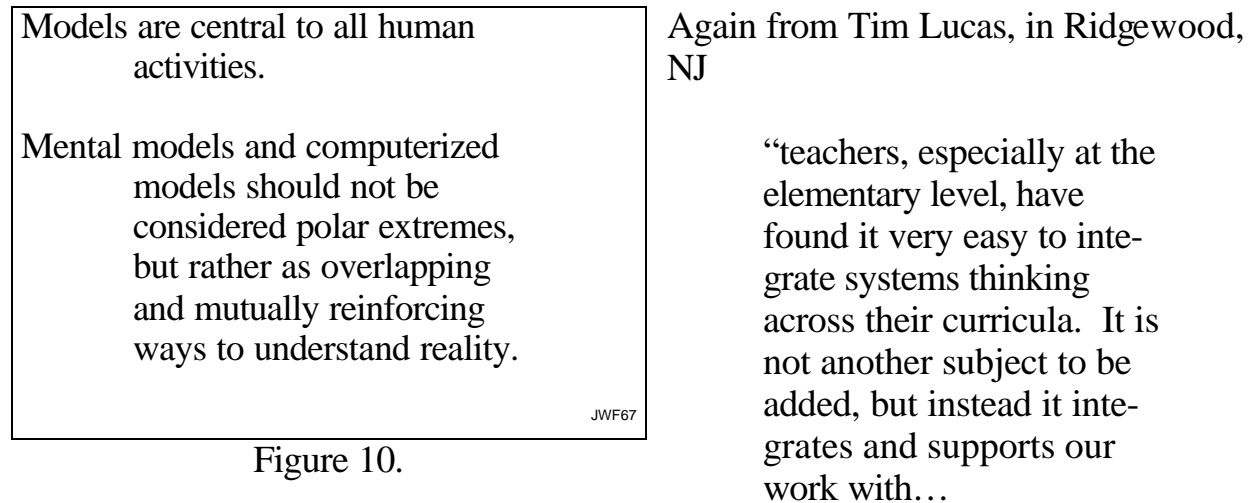 Models are central to all human
activities.
Mental models and computerized
models should not be
considered polar extremes,
but rather as overlapping
and mutually reinforcing
ways to understand reality.
JWF67
Figure 10.
Again from Tim Lucas, in Ridgewood,
NJ
“teachers, especially at the
elementary level, have
found it very easy to inte-
grate systems thinking
across their curricula.  It is
not another subject to be
added, but instead it inte-
grates and supports our
work with…